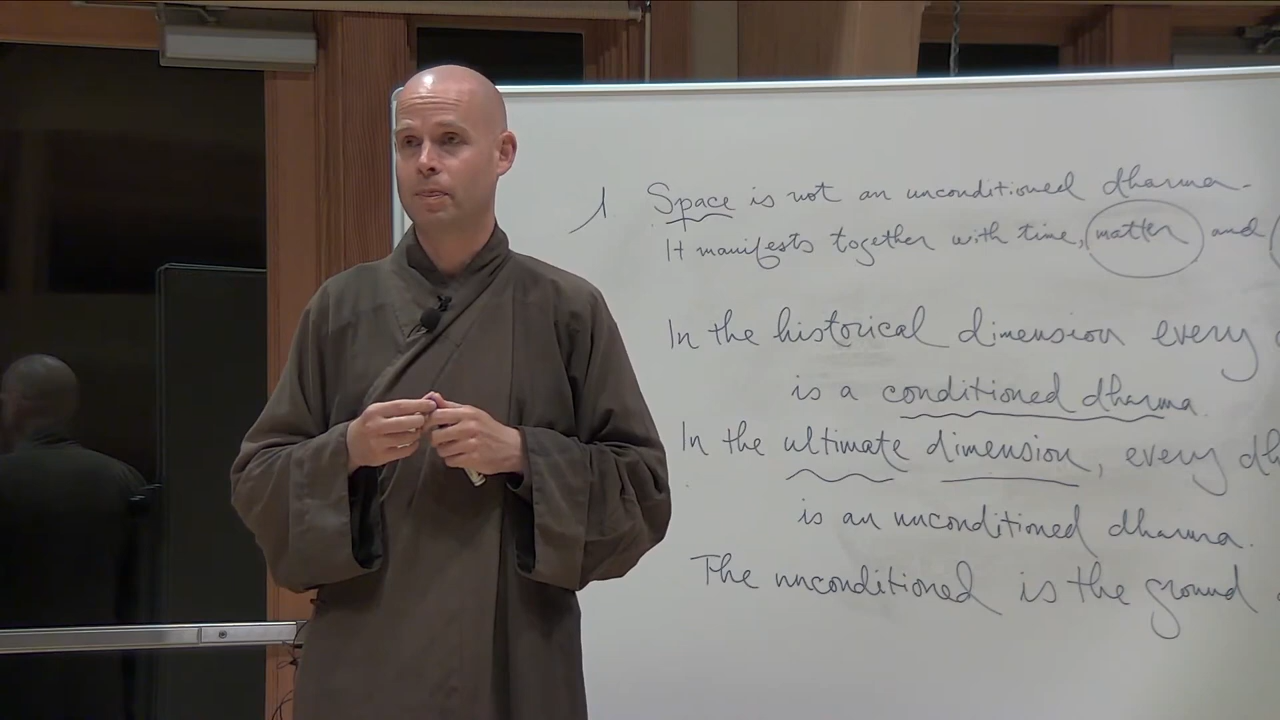 Space is not an unconditioned dharma.
It manifests together with time, matter and
In the historical dimension every
is a conditioned dharma.
In the ultimate dimension, every
is an unconditioned dharma.
The unconditioned is the ground